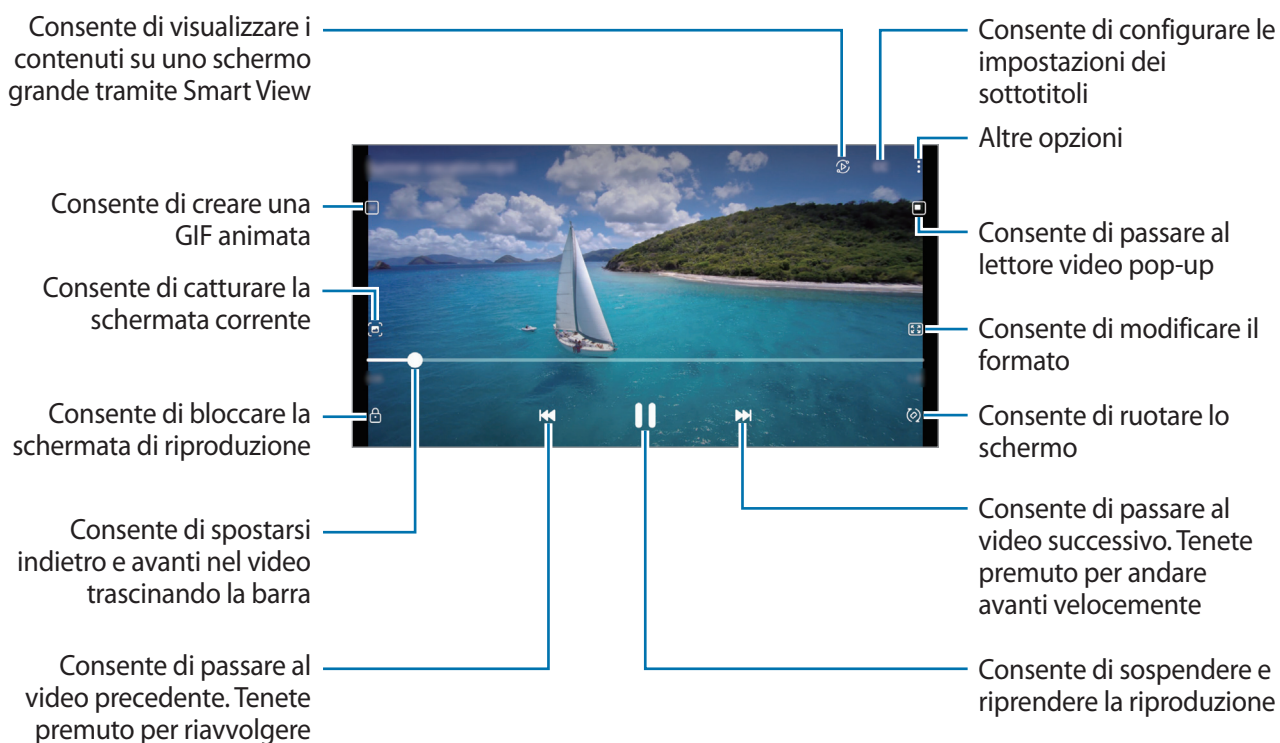 Consente di visualizzare i
contenuti su uno schermo
grande tramite Smart View
Consente di creare una
GIF animata
Consente di catturare la
schermata corrente
Consente di bloccare la
schermata di riproduzione
Consente di spostarsi
indietro e avanti nel video
trascinando la barra
Consente di passare al
video precedente. Tenete
premuto per riavvolgere
Consente di configurare le
impostazioni dei
sottotitoli
Altre opzioni
Consente di passare al
lettore video pop-up
Consente di modificare il
formato
Consente di ruotare lo
schermo
Consente di passare al
video successivo. Tenete
premuto per andare
avanti velocemente
Consente di sospendere e
riprendere la riproduzione